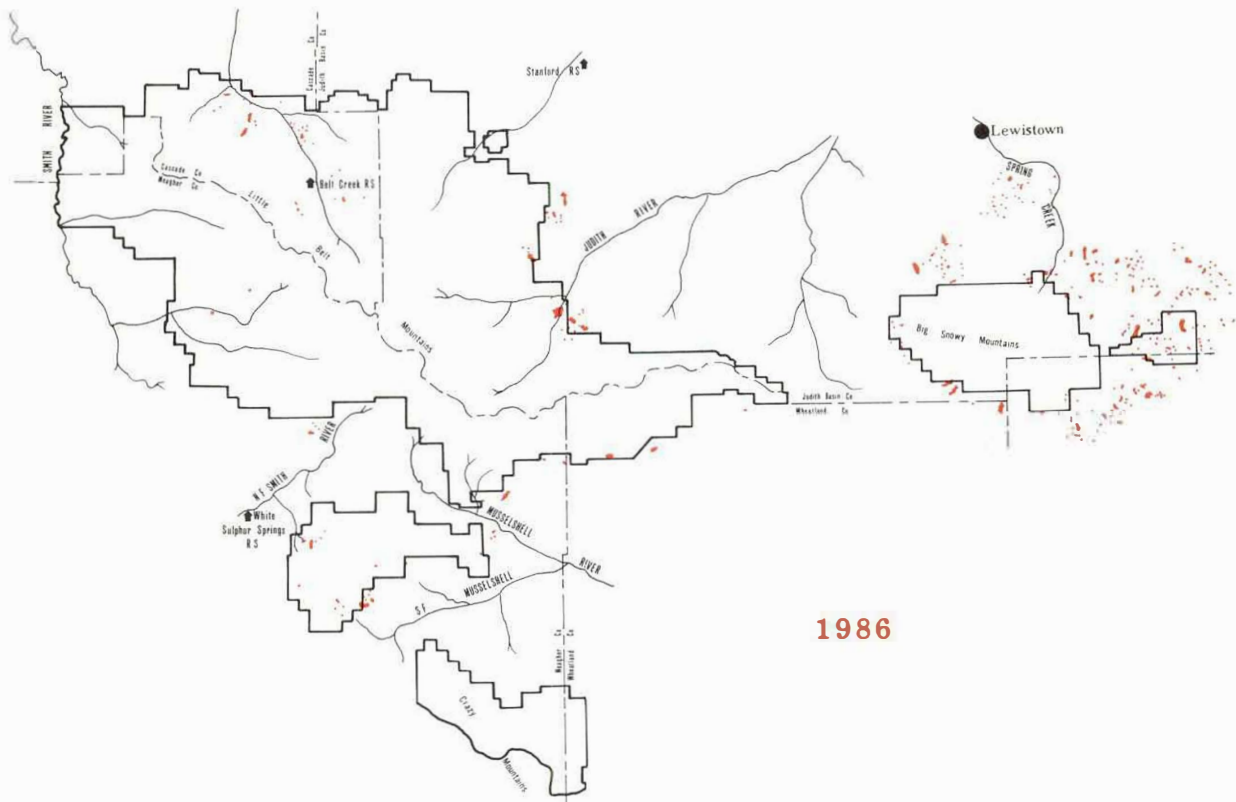 Cascade Co
Judith Basin Co
Stanford RS
Lewistown
SMITH RIVER
SPRING
CREEK
Cascade Co
Meagher Co
Belt Creek RS
Little
Belt
Mountains
JUDITH
RIVER
Big Snowy Mountains
Judith Basin Co
Wheatland Co
RIVER
N F SMITH
White
Sulphur Springs
R S
MUSSELSHELL
RIVER
MUSSELSHELL
S F
1986
Meagher Co
Wheatland Co
Crazy
Mountains